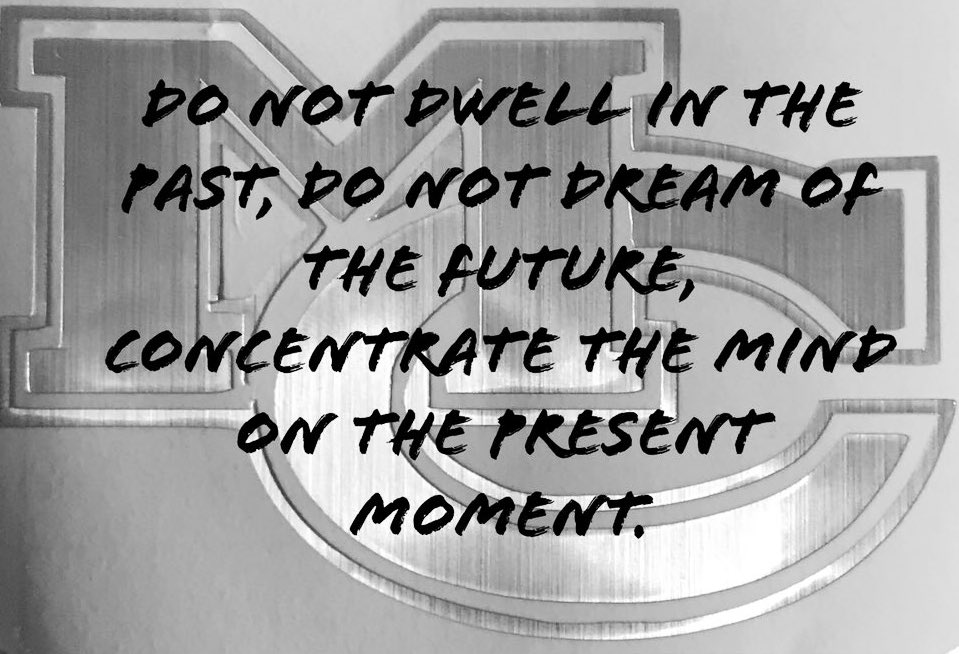 MC
DO NOT DWELL IN THE
PAST, DO NOT DREAM OF
THE FUTURE,
CONCENTRATE THE MIND
ON THE PRESENT
MOMENT.